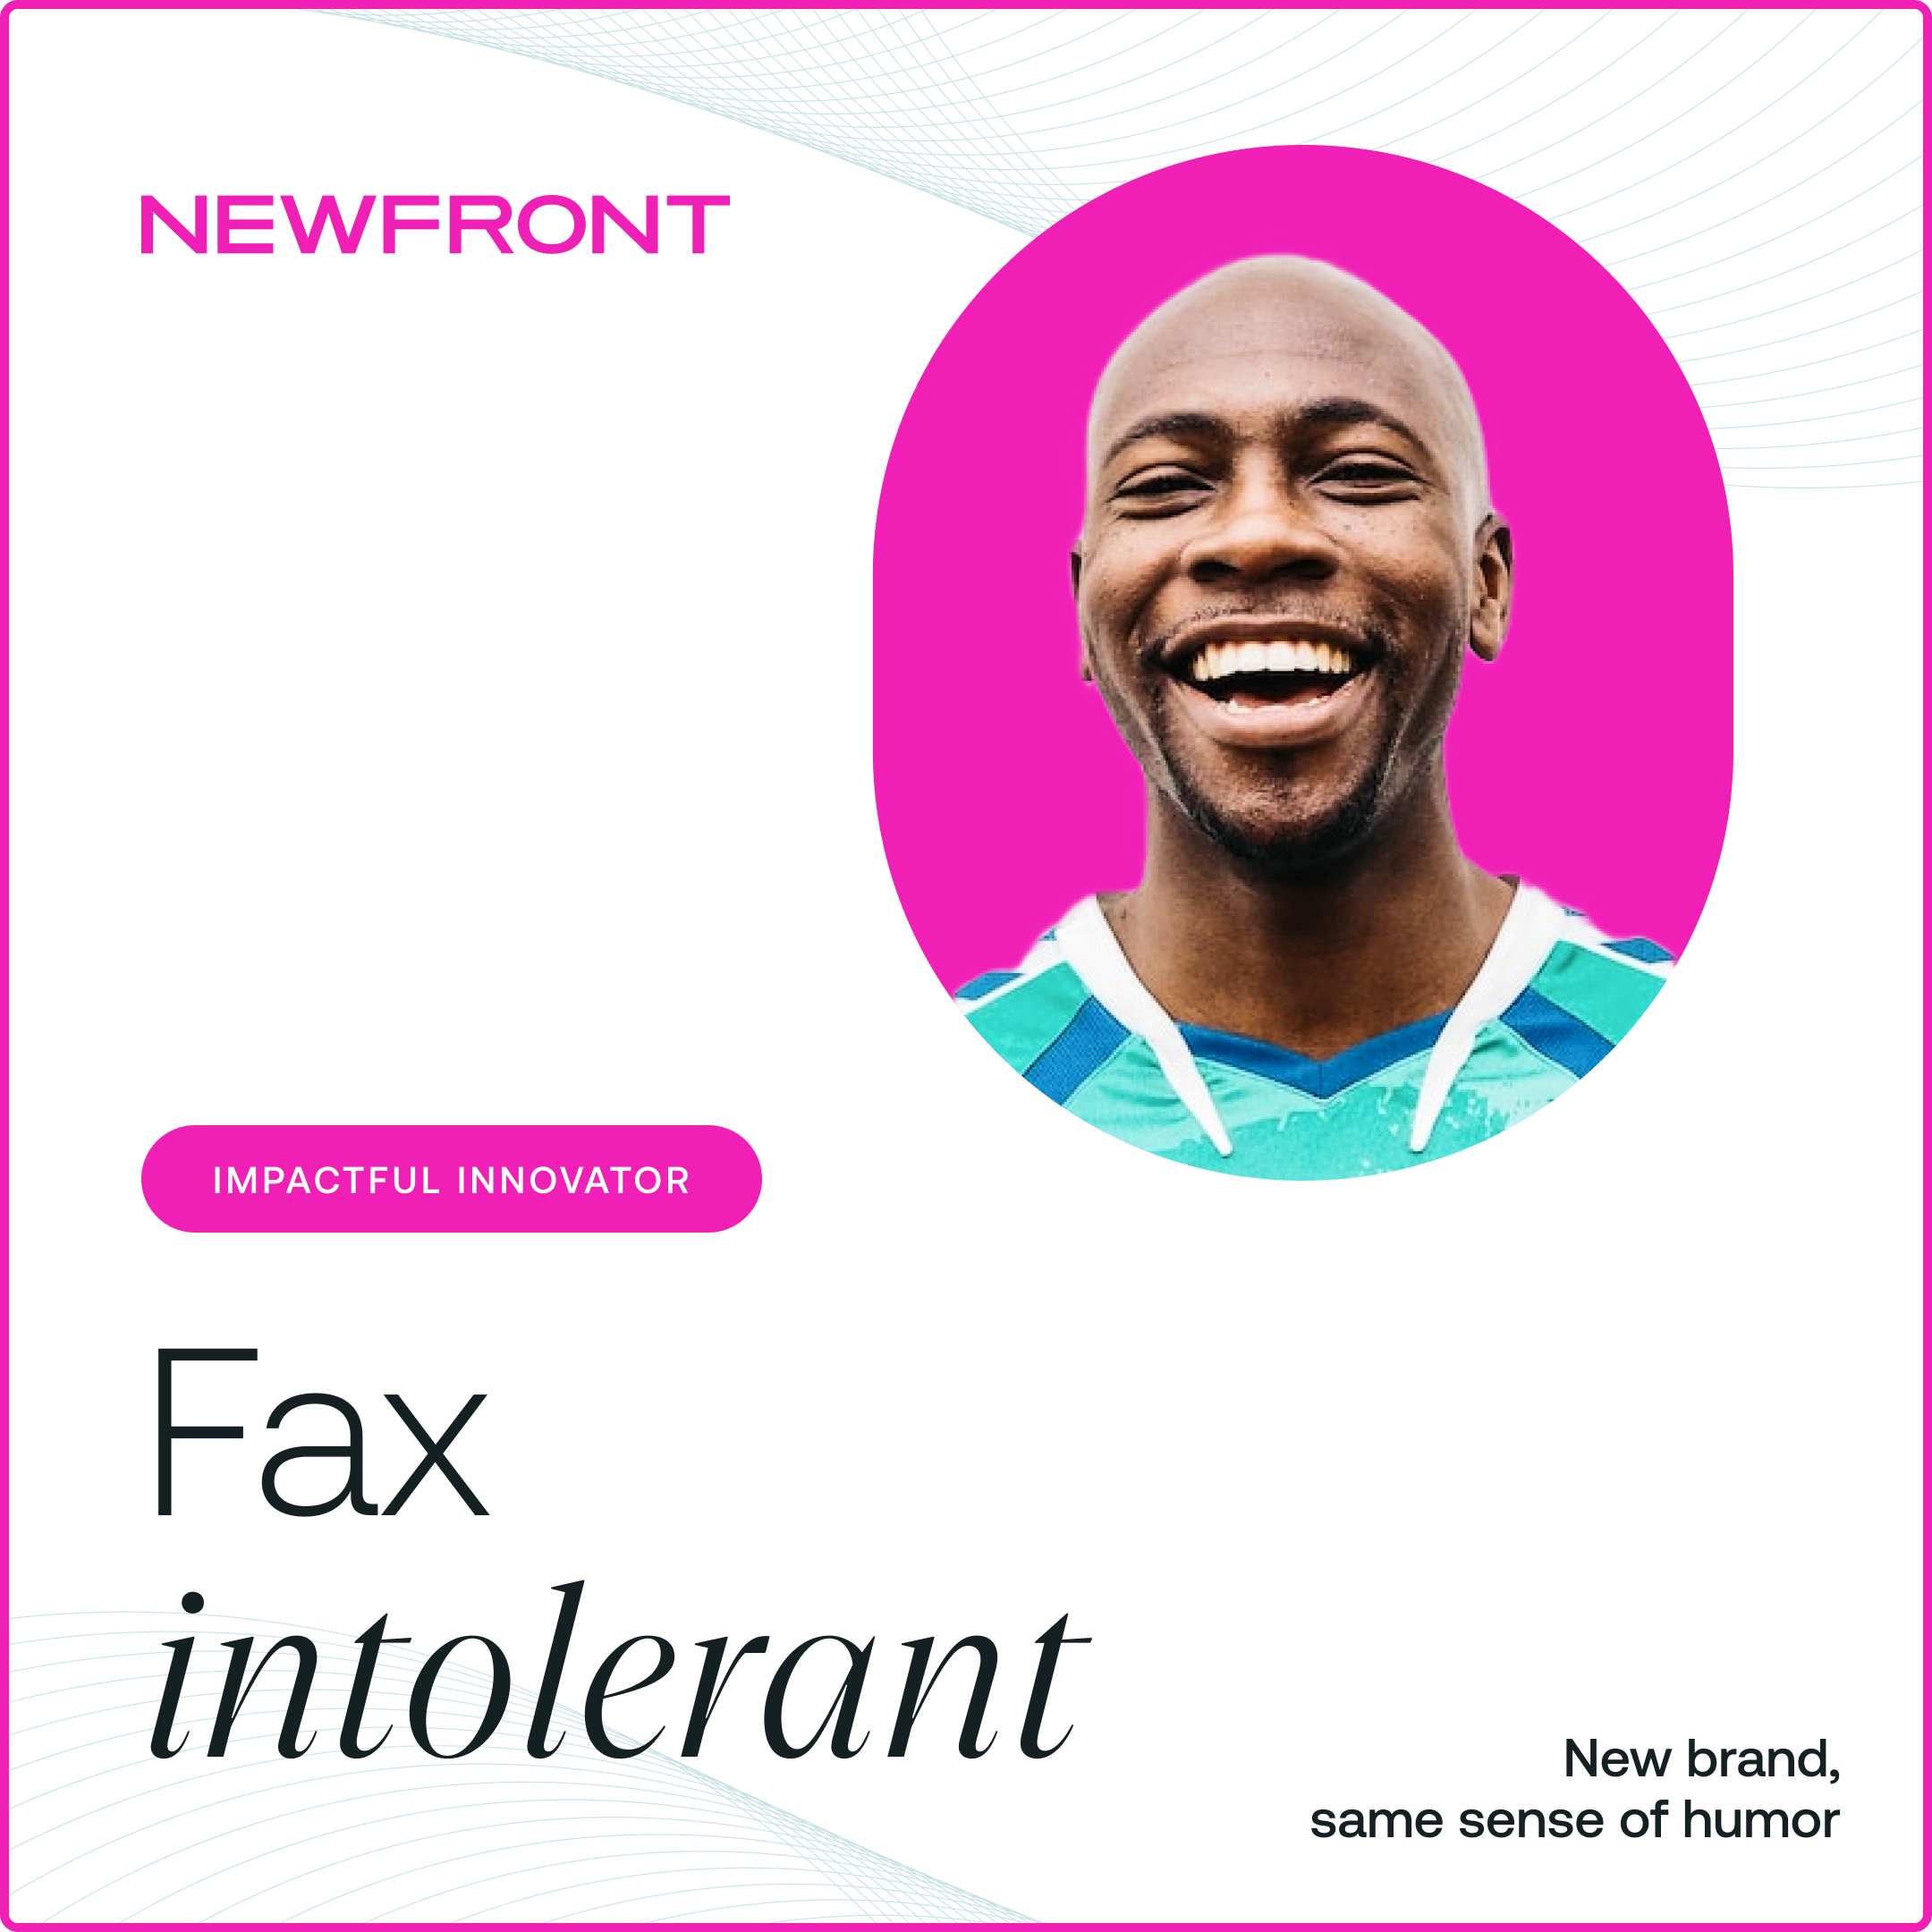 NEWFRONT
IMPACTFUL INNOVATOR
Fax
intolerant
New brand,
same sense of humor